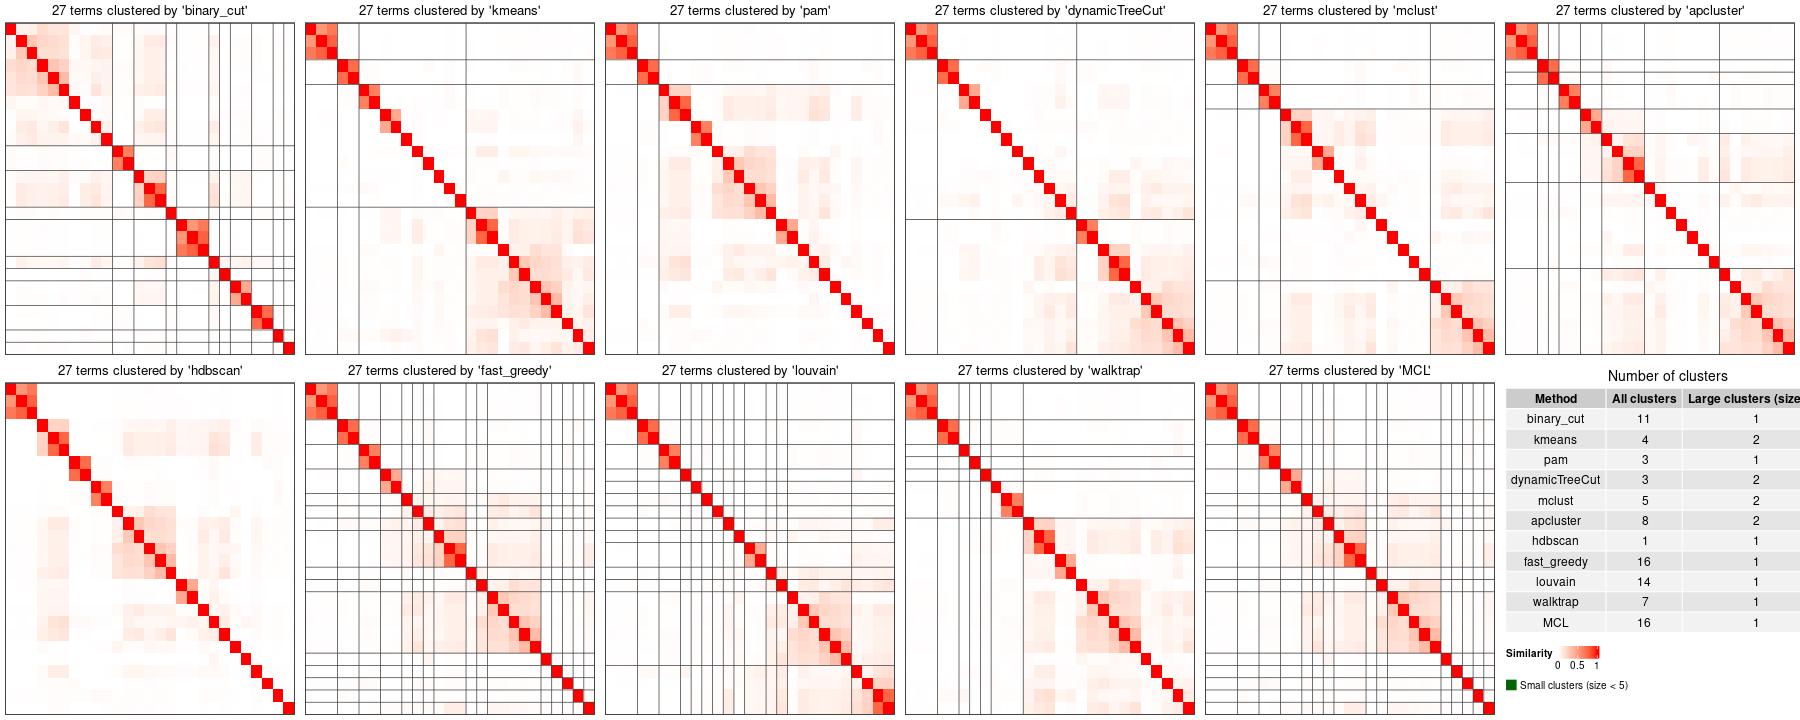 27 terms clustered by 'binary_cut'
27 terms clustered by 'kmeans'
27 terms clustered by 'pam'
27 terms clustered by 'dynamicTreeCut'
27 terms clustered by 'mclust'
27 terms clustered by 'apcluster'
27 terms clustered by 'hdbscan'
27 terms clustered by 'fast_greedy'
27 terms clustered by 'louvain'
27 terms clustered by 'walktrap'
27 terms clustered by 'MCL'
Number of clusters
Method All clusters Large clusters (size
binary_cut 11 1
kmeans 4 2
pam 3 1
dynamicTreeCut 3 2
mclust 5 2
apcluster 8 2
hdbscan 1 1
fast_greedy 16 1
louvain 14 1
walktrap 7 1
MCL 16 1
Similarity
0 0.5 1
Small clusters (size < 5)